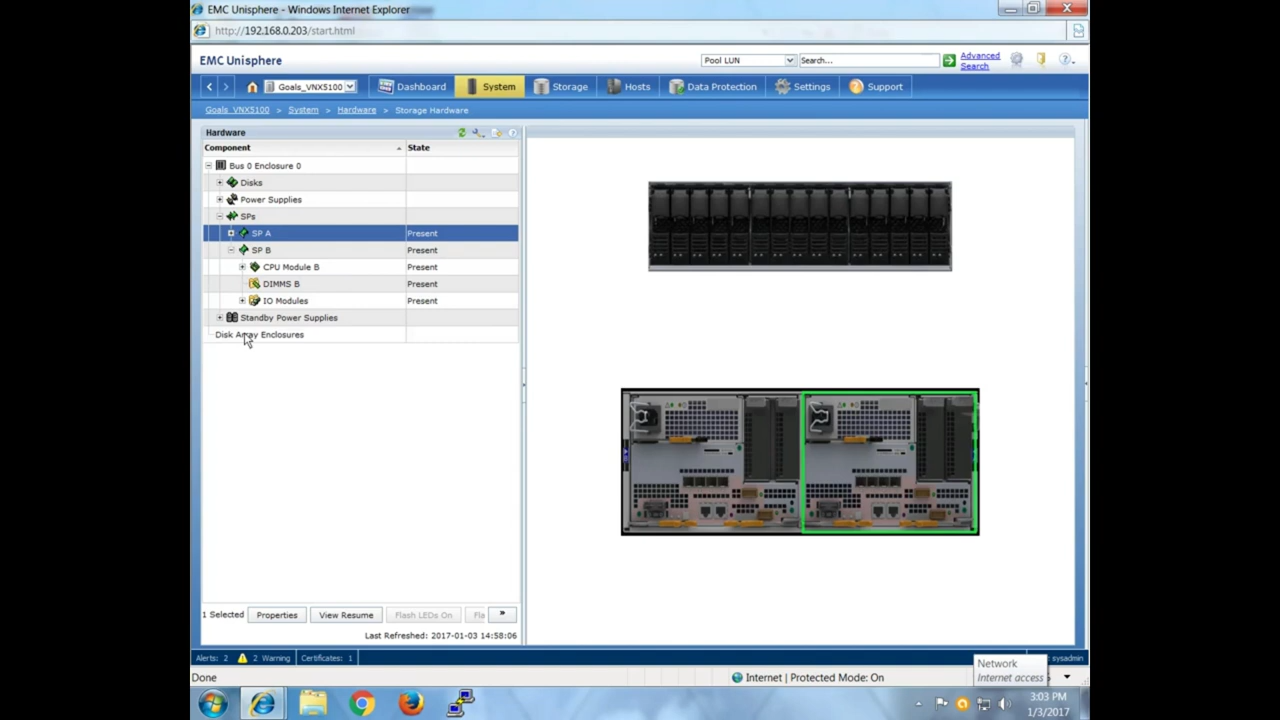 EMC Unisphere - Windows Internet Explorer
http://192.168.0.203/start.html
EMC Unisphere
Pool LUN
Search...
Advanced
Search
Goals_VNX5100
Dashboard
System
Storage
Hosts
Data Protection
Settings
Support
Goals_VNX5100 > System > Hardware > Storage Hardware
Hardware
Component State
Bus 0 Enclosure 0
Disks
Power Supplies
SPs
SP A Present
SP B Present
CPU Module B Present
DIMMS B Present
IO Modules Present
Standby Power Supplies
Disk Array Enclosures
1 Selected
Properties
View Resume
Flash LEDs On
Fla
»
Last Refreshed: 2017-01-03 14:58:06
Alerts: 2
2 Warning
Certificates: 1
sysadmin
Network
Internet access
Done
Internet | Protected Mode: On
3:03 PM
1/3/2017